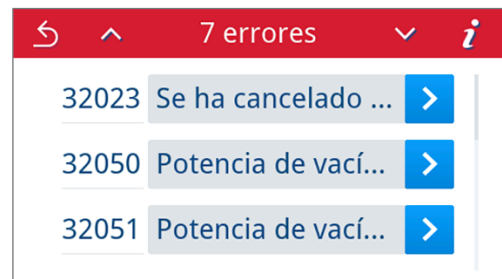 7 errores
32023 Se ha cancelado ...
32050 Potencia de vací...
32051 Potencia de vací...